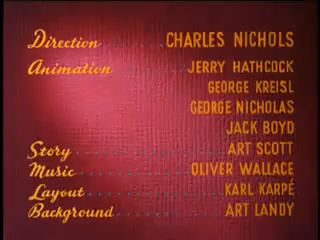 Direction ........ CHARLES NICHOLS
Animation ........ JERRY HATHCOCK
GEORGE KREISL
GEORGE NICHOLAS
JACK BOYD
Story ............ ART SCOTT
Music ............ OLIVER WALLACE
Layout ........... KARL KARPÉ
Background ....... ART LANDY